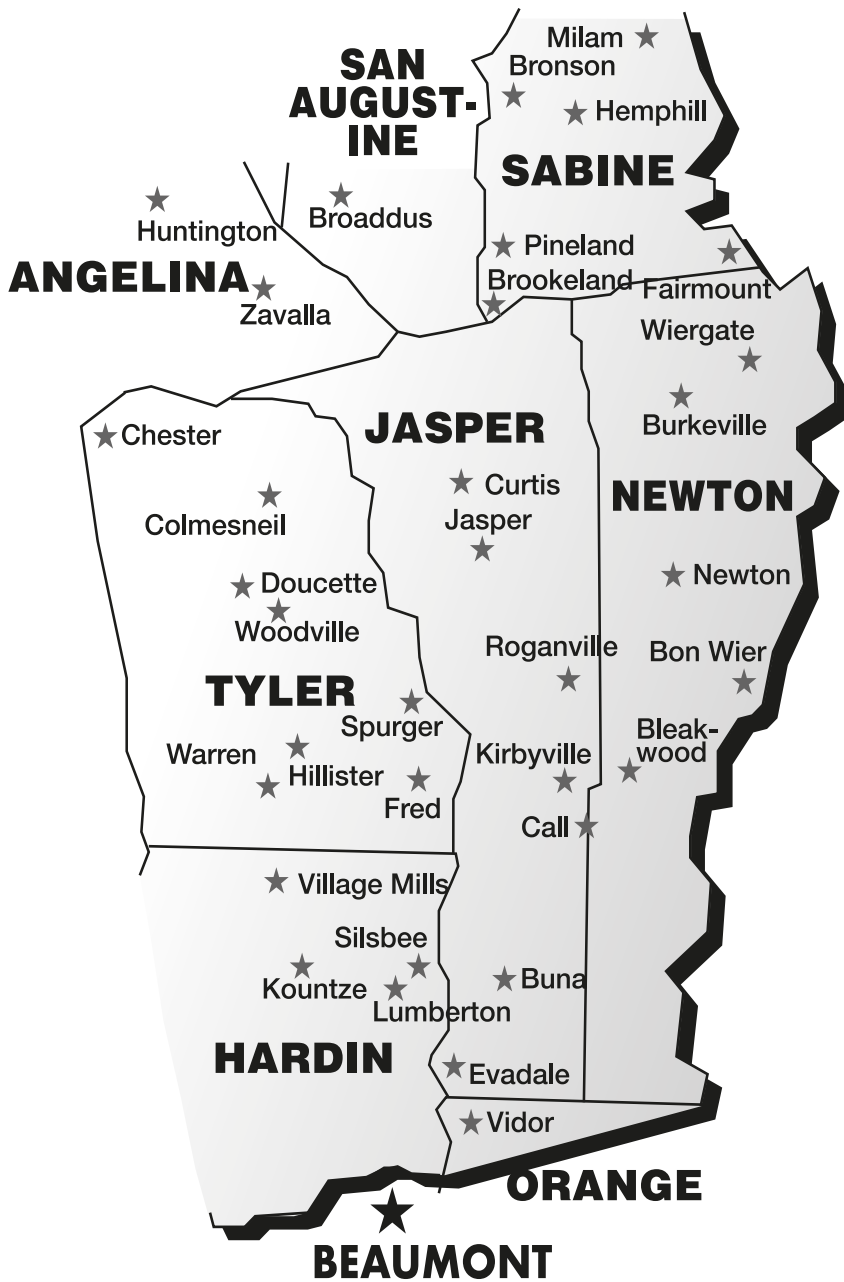 Milam
Bronson
SAN
AUGUST-
INE
Hemphill
SABINE
Broaddus
Huntington
Pineland
ANGELINA
Brookeland
Fairmount
Zavalla
Wiergate
JASPER
Burkeville
Chester
Curtis
NEWTON
Colmesneil
Jasper
Doucette
Newton
Woodville
Roganville
Bon Wier
TYLER
Spurger
Bleak-
wood
Warren
Kirbyville
Hillister
Fred
Call
Village Mills
Silsbee
Buna
Kountze
Lumberton
HARDIN
Evadale
Vidor
ORANGE
BEAUMONT